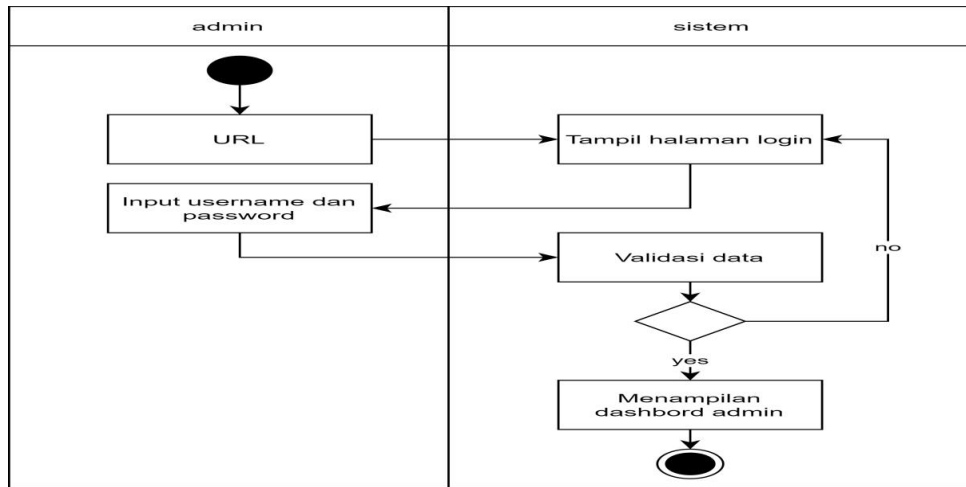 admin
sistem
URL
Tampil halaman login
Input username dan
password
Validasi data
no
yes
Menampilan
dashbord admin